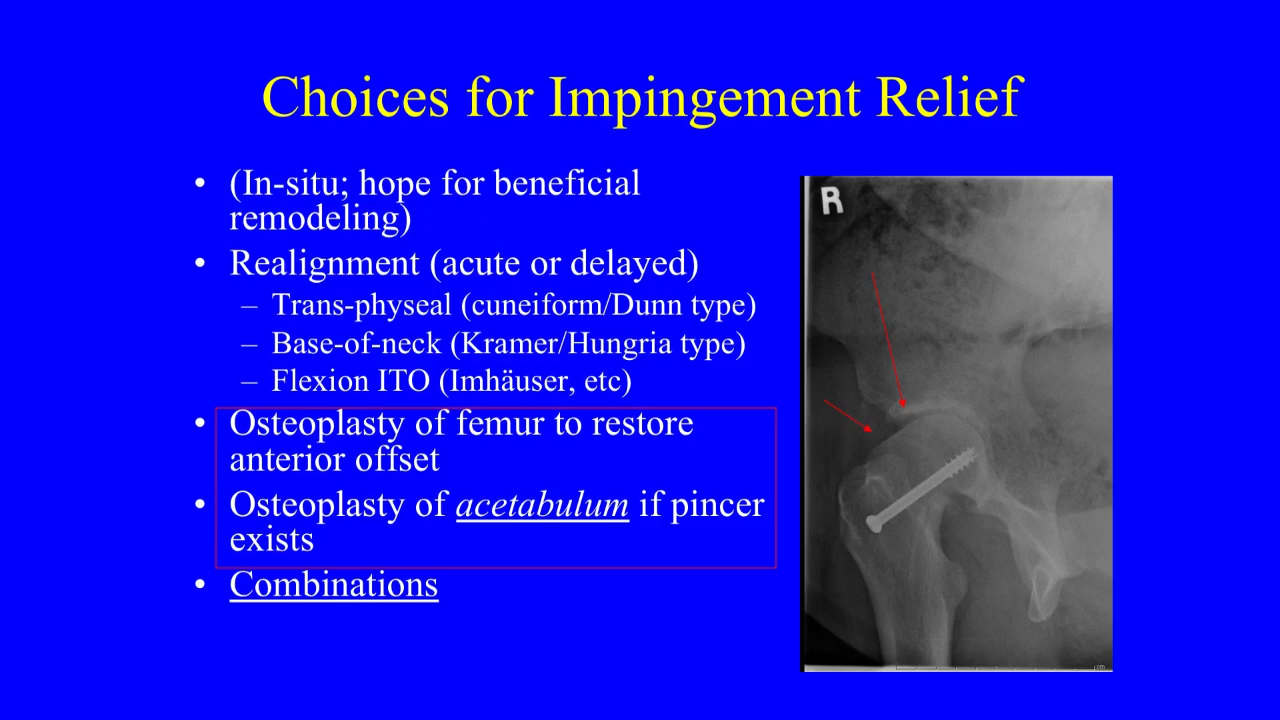 Choices for Impingement Relief
• (In-situ; hope for beneficial
remodeling)
• Realignment (acute or delayed)
– Trans-physeal (cuneiform/Dunn type)
– Base-of-neck (Kramer/Hungria type)
– Flexion ITO (Imhäuser, etc)
• Osteoplasty of femur to restore
anterior offset
• Osteoplasty of acetabulum if pincer
exists
• Combinations
R
cm